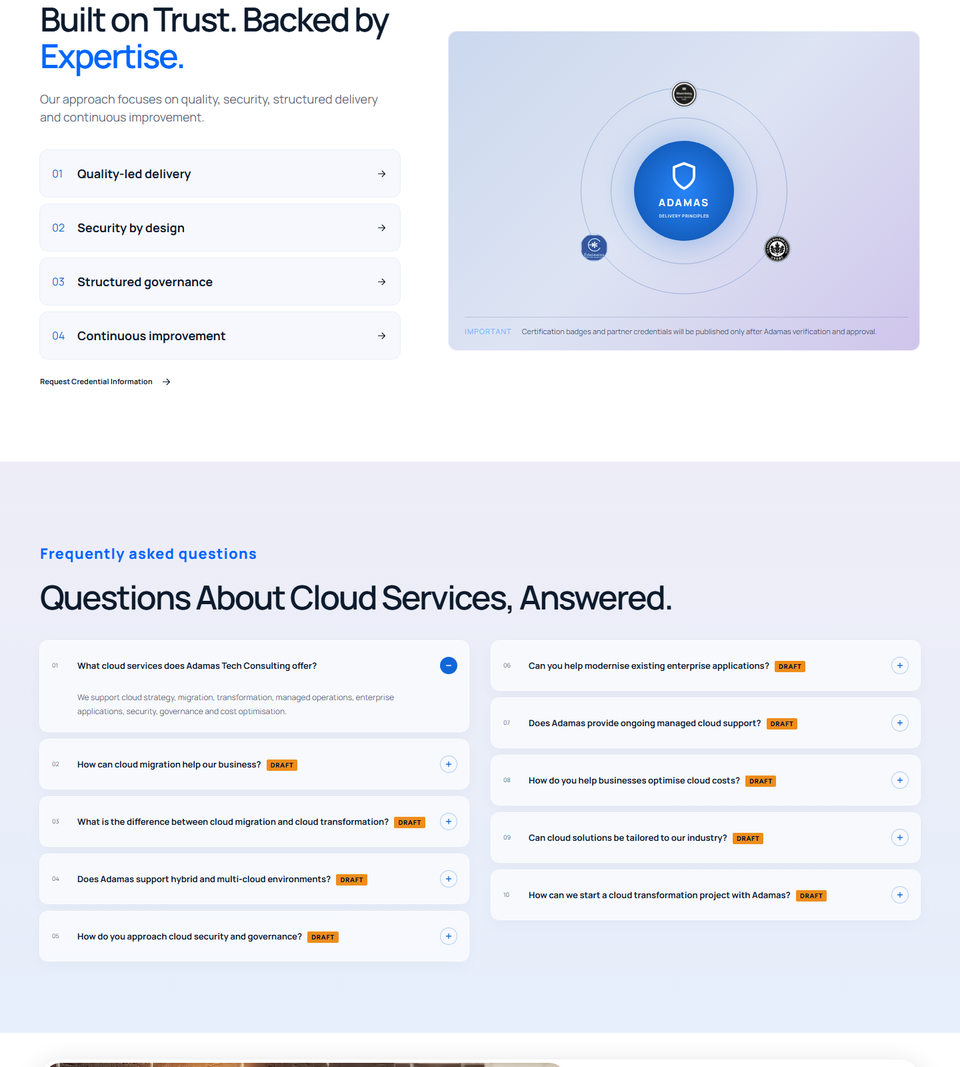 Built on Trust. Backed by
Expertise.
Our approach focuses on quality, security, structured delivery
and continuous improvement.
01 Quality-led delivery
02 Security by design
03 Structured governance
04 Continuous improvement
Request Credential Information
ADAMAS
DELIVERY PRINCIPLES
IMPORTANT Certification badges and partner credentials will be published only after Adamas verification and approval.
Frequently asked questions
Questions About Cloud Services, Answered.
01 What cloud services does Adamas Tech Consulting offer?
We support cloud strategy, migration, transformation, managed operations, enterprise
applications, security, governance and cost optimisation.
02 How can cloud migration help our business? DRAFT
03 What is the difference between cloud migration and cloud transformation? DRAFT
04 Does Adamas support hybrid and multi-cloud environments? DRAFT
05 How do you approach cloud security and governance? DRAFT
06 Can you help modernise existing enterprise applications? DRAFT
07 Does Adamas provide ongoing managed cloud support? DRAFT
08 How do you help businesses optimise cloud costs? DRAFT
09 Can cloud solutions be tailored to our industry? DRAFT
10 How can we start a cloud transformation project with Adamas? DRAFT